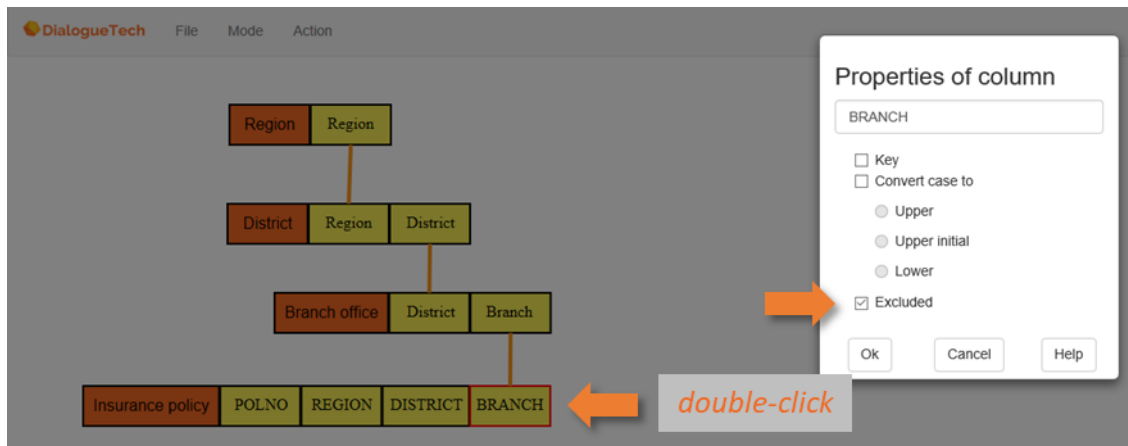 DialogueTech File Mode Action
Properties of column
BRANCH
Key
Convert case to
Upper
Upper initial
Lower
Excluded
Ok Cancel Help
Region Region
District Region District
Branch office District Branch
Insurance policy POLNO REGION DISTRICT BRANCH
double-click